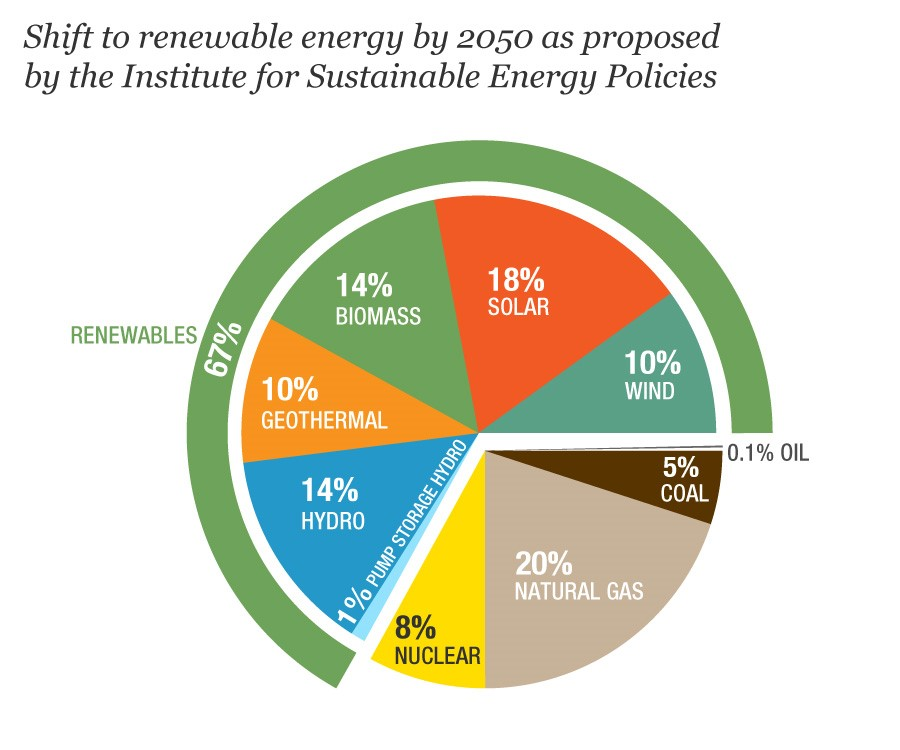 Shift to renewable energy by 2050 as proposed
by the Institute for Sustainable Energy Policies
14%
BIOMASS
18%
SOLAR
RENEWABLES
67%
10%
WIND
10%
GEOTHERMAL
0.1% OIL
5%
COAL
14%
HYDRO
1% PUMP STORAGE HYDRO
20%
NATURAL GAS
8%
NUCLEAR